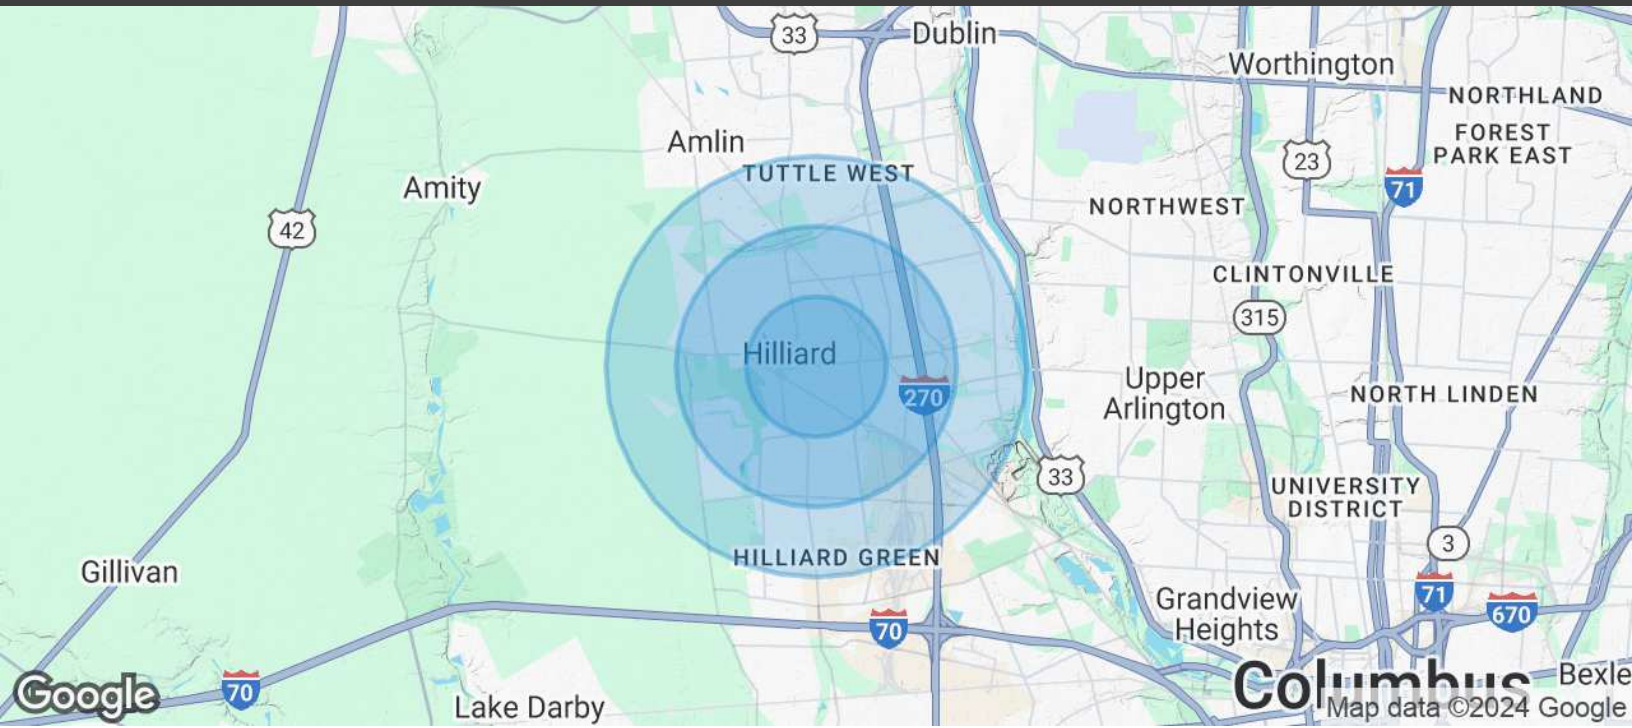 33
Dublin
Worthington
NORTHLAND
FOREST
PARK EAST
Amlin
TUTTLE WEST
23
71
Amity
NORTHWEST
42
CLINTONVILLE
315
Hilliard
270
Upper
Arlington
NORTH LINDEN
33
UNIVERSITY
DISTRICT
3
HILLIARD GREEN
Gillivan
71
Grandview
Heights
670
70
70
Columbus
Bexle
Google
Lake Darby
Map data ©2024 Google